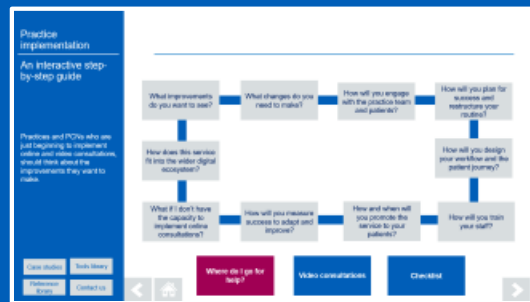 Practice
implementation
An interactive step-
by-step guide
Practices and PCNs who are
just beginning to implement
online and video consultations,
should think about the
improvements they want to
make.
Case studies
Tools library
Reference
library
Contact us
What improvements
do you want to see?
What changes do you
need to make?
How will you engage
with the practice team
and patients?
How will you plan for
success and
restructure your
routine?
How does this service
fit into the wider digital
ecosystem?
How will you design
your workflow and the
patient journey?
What if I don't have
the capacity to
implement online
consultations?
How will you measure
success to adapt and
improve?
How and when will
you promote the
service to your
patients?
How will you train
your staff?
Where do I go for
help?
Video consultations
Checklist